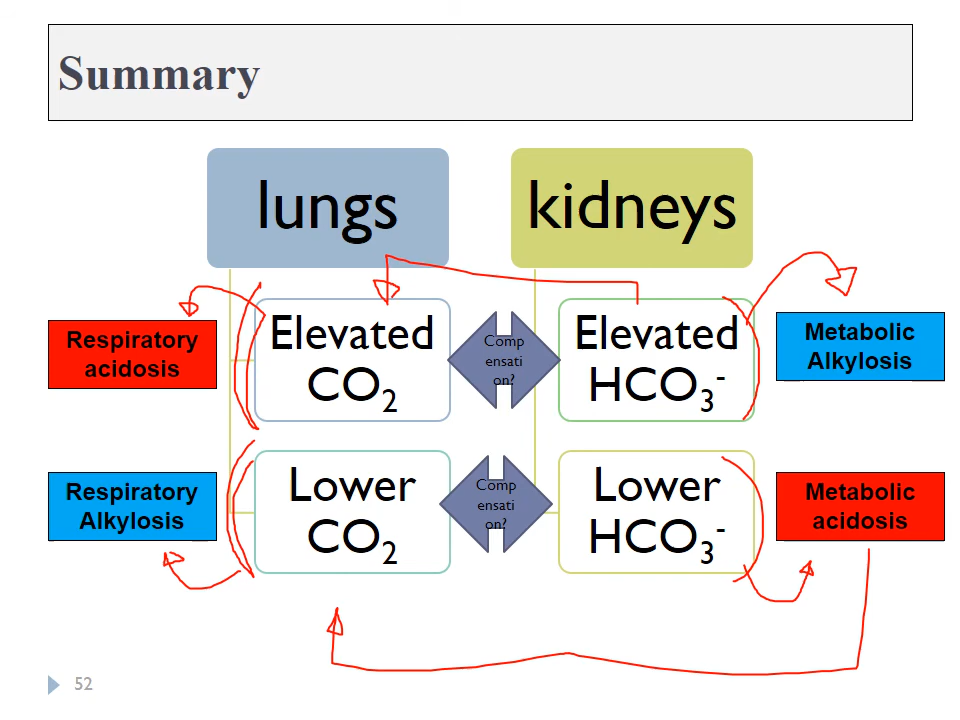 Summary
lungs
kidneys
Respiratory
acidosis
Elevated
CO₂
Comp
ensati
on?
Elevated
HCO₃⁻
Metabolic
Alkylosis
Respiratory
Alkylosis
Lower
CO₂
Comp
ensati
on?
Lower
HCO₃⁻
Metabolic
acidosis
52